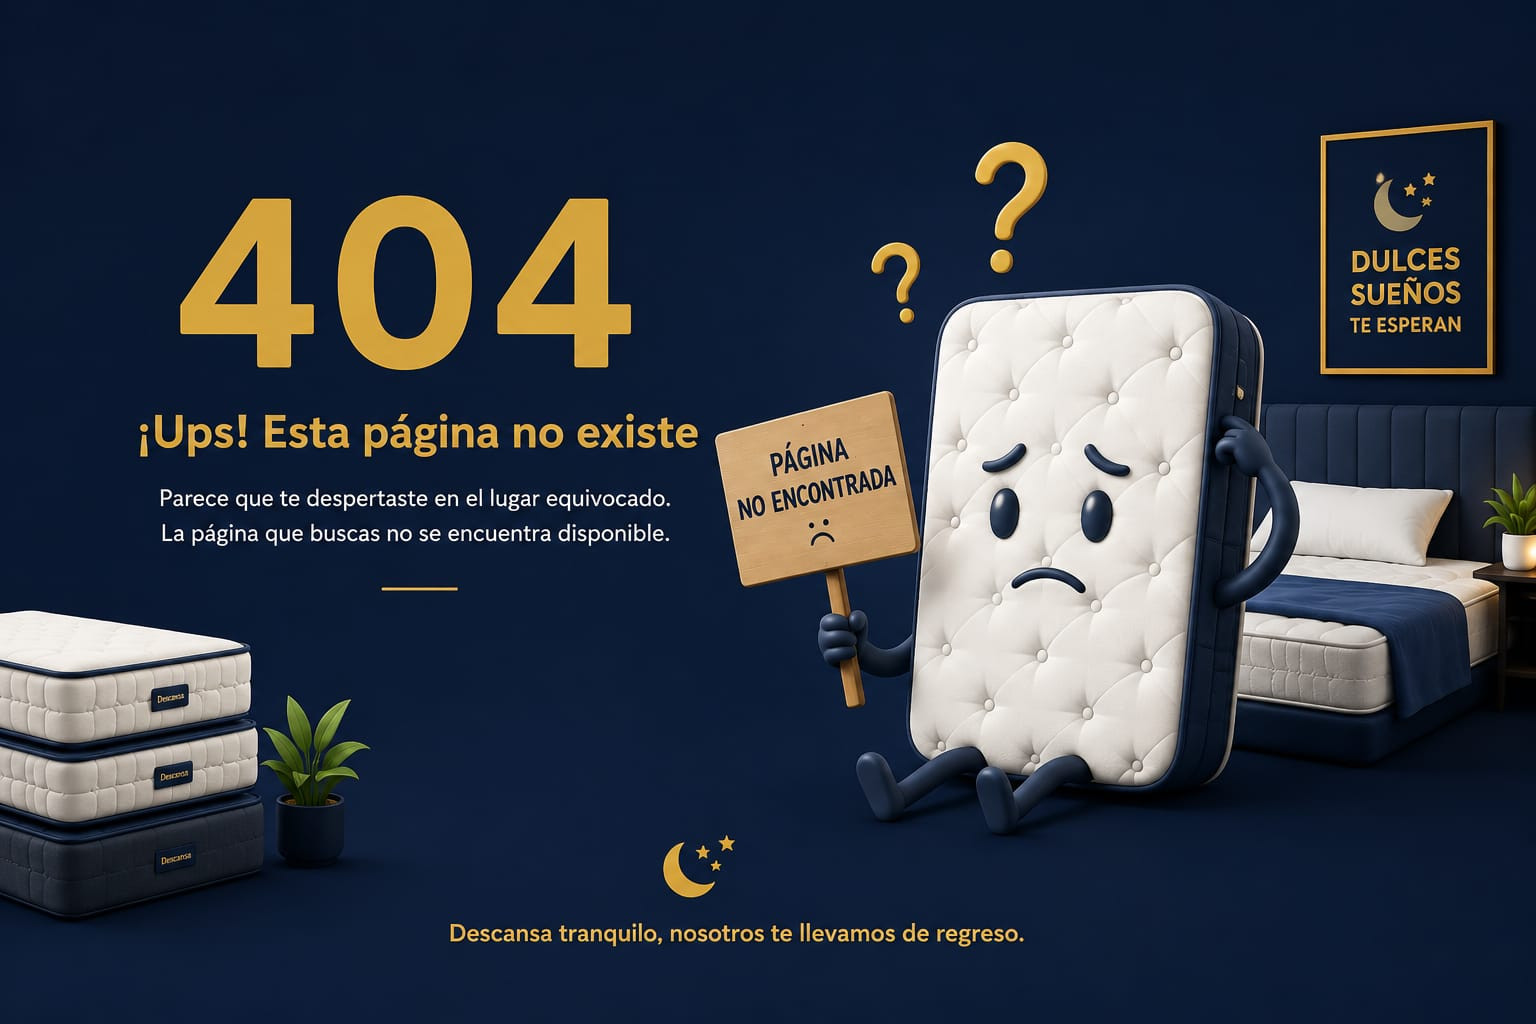 404
¡Ups! Esta página no existe
Parece que te despertaste en el lugar equivocado.
La página que buscas no se encuentra disponible.
PÁGINA
NO ENCONTRADA
DULCES
SUEÑOS
TE ESPERAN
Descansa
Descansa
Descansa
Descansa tranquilo, nosotros te llevamos de regreso.